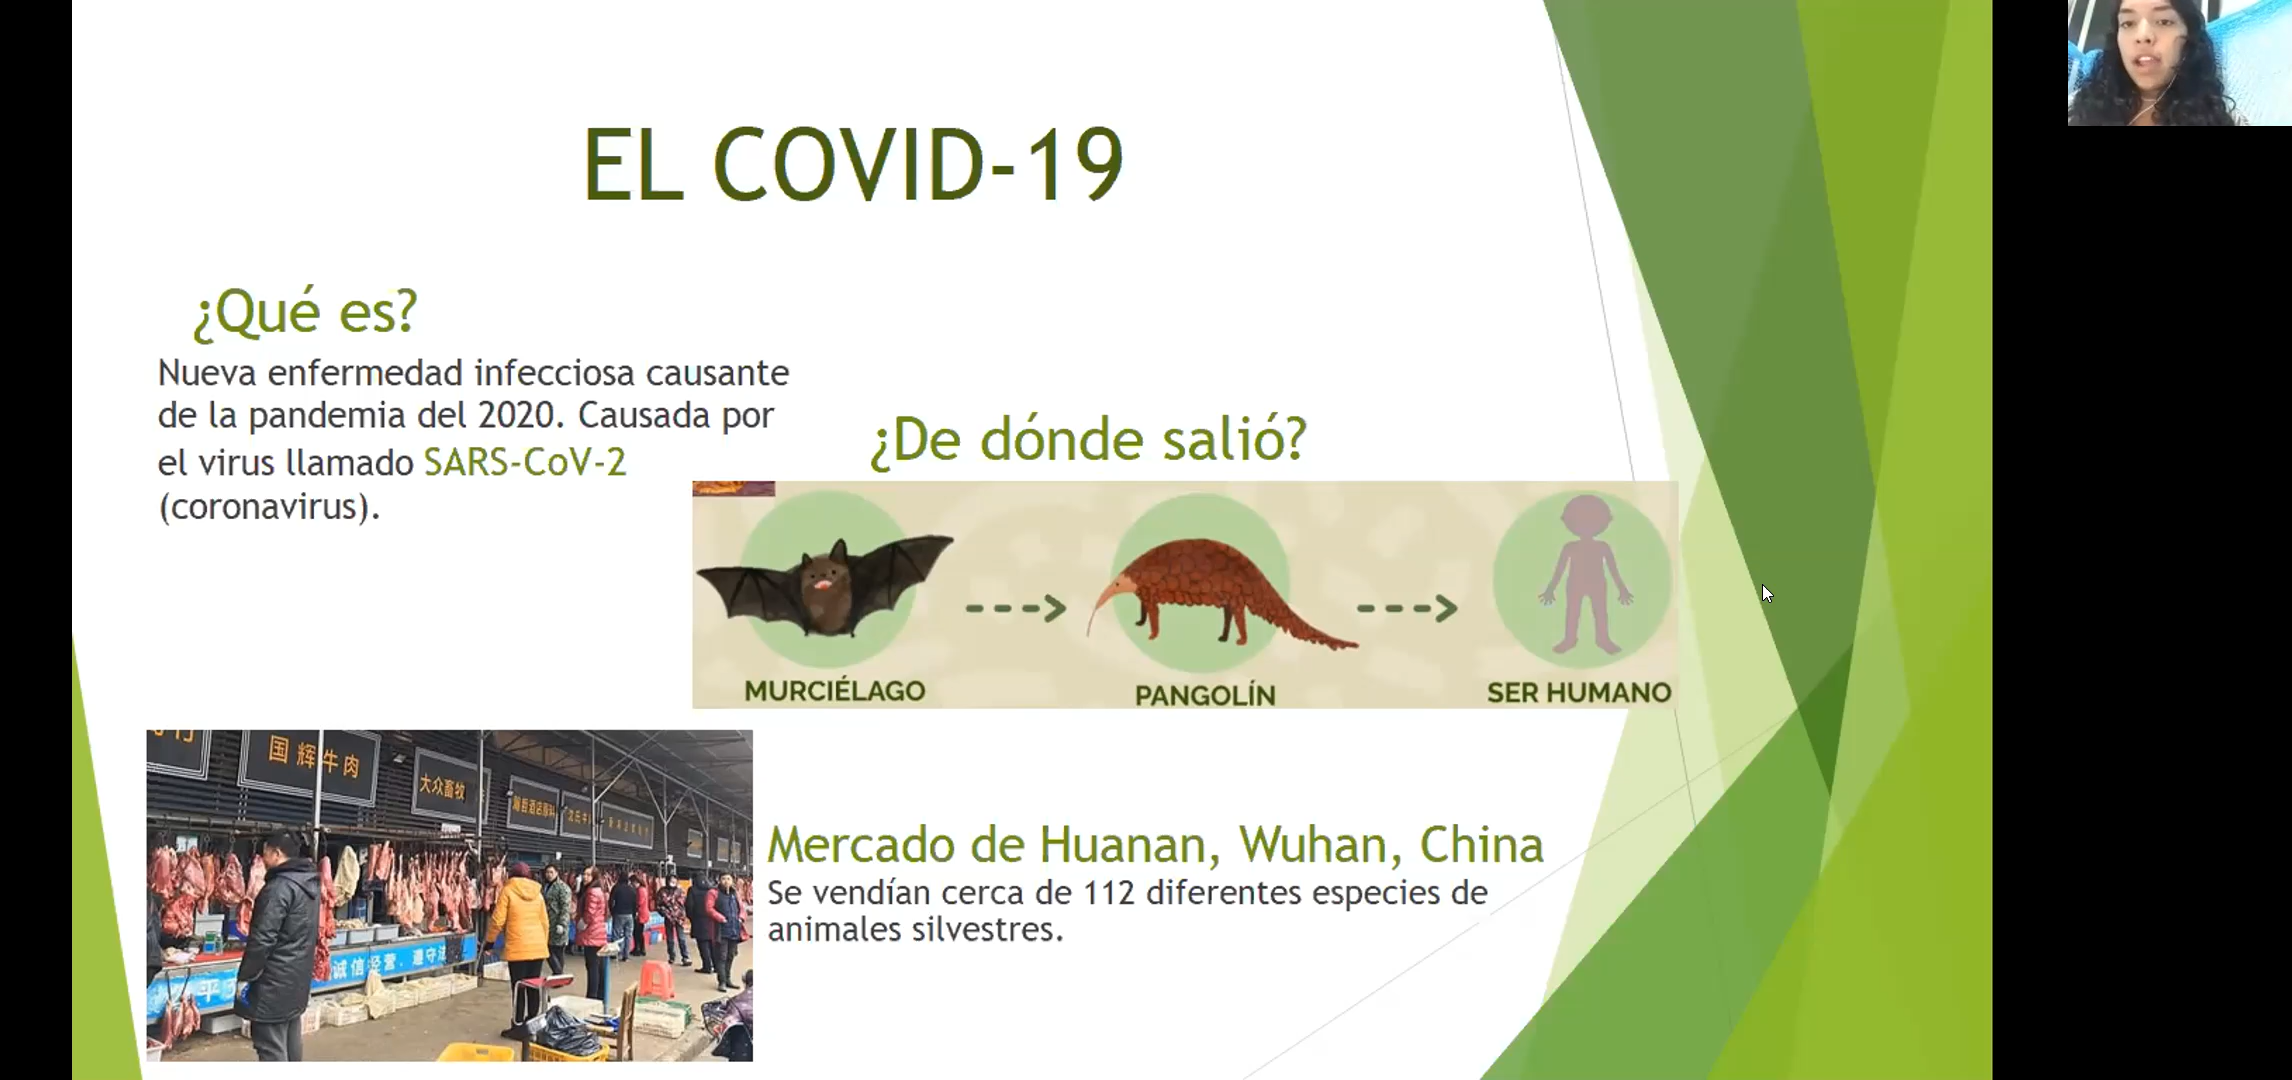 EL COVID-19
¿Qué es?
Nueva enfermedad infecciosa causante
de la pandemia del 2020. Causada por
el virus llamado SARS-CoV-2
(coronavirus).
¿De dónde salió?
MURCIÉLAGO
PANGOLÍN
SER HUMANO
国辉牛肉
大众畜牧
诚信经营、遵守
Mercado de Huanan, Wuhan, China
Se vendían cerca de 112 diferentes especies de
animales silvestres.